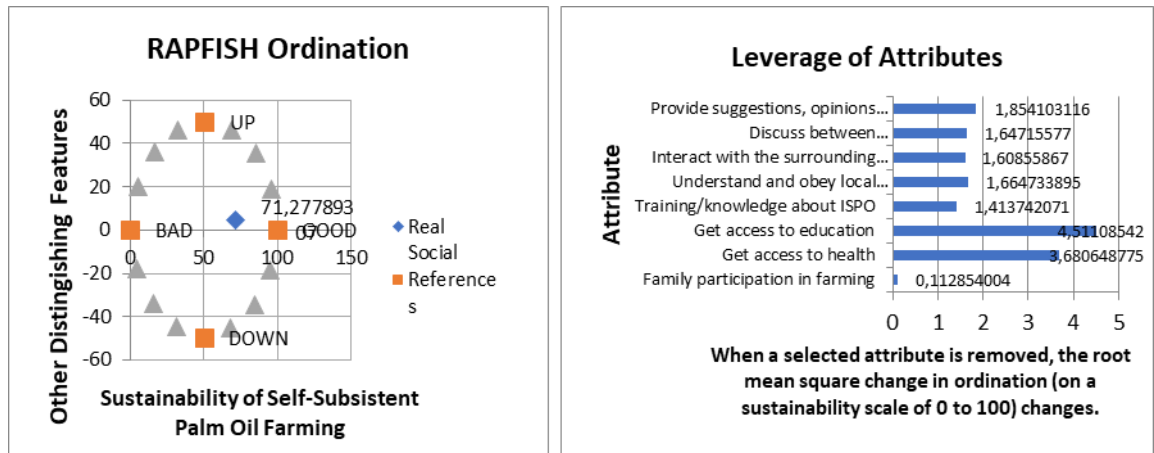 RAPFISH Ordination
Other Distingishing Features
60
40
20
0
-20
-40
-60
UP
BAD
GOOD
DOWN
71,277893
07
0
50
100
150
Real
Social
Reference
s
Sustainability of Self-Subsistent
Palm Oil Farming
Leverage of Attributes
Attribute
Provide suggestions, opinions... 1,854103116
Discuss between... 1,64715577
Interact with the surrounding... 1,60855867
Understand and obey local... 1,664733895
Training/knowledge about ISPO 1,413742071
Get access to education 4,51108542
Get access to health 3,680648775
Family participation in farming 0,112854004
0 1 2 3 4 5
When a selected attribute is removed, the root
mean square change in ordination (on a
sustainability scale of 0 to 100) changes.